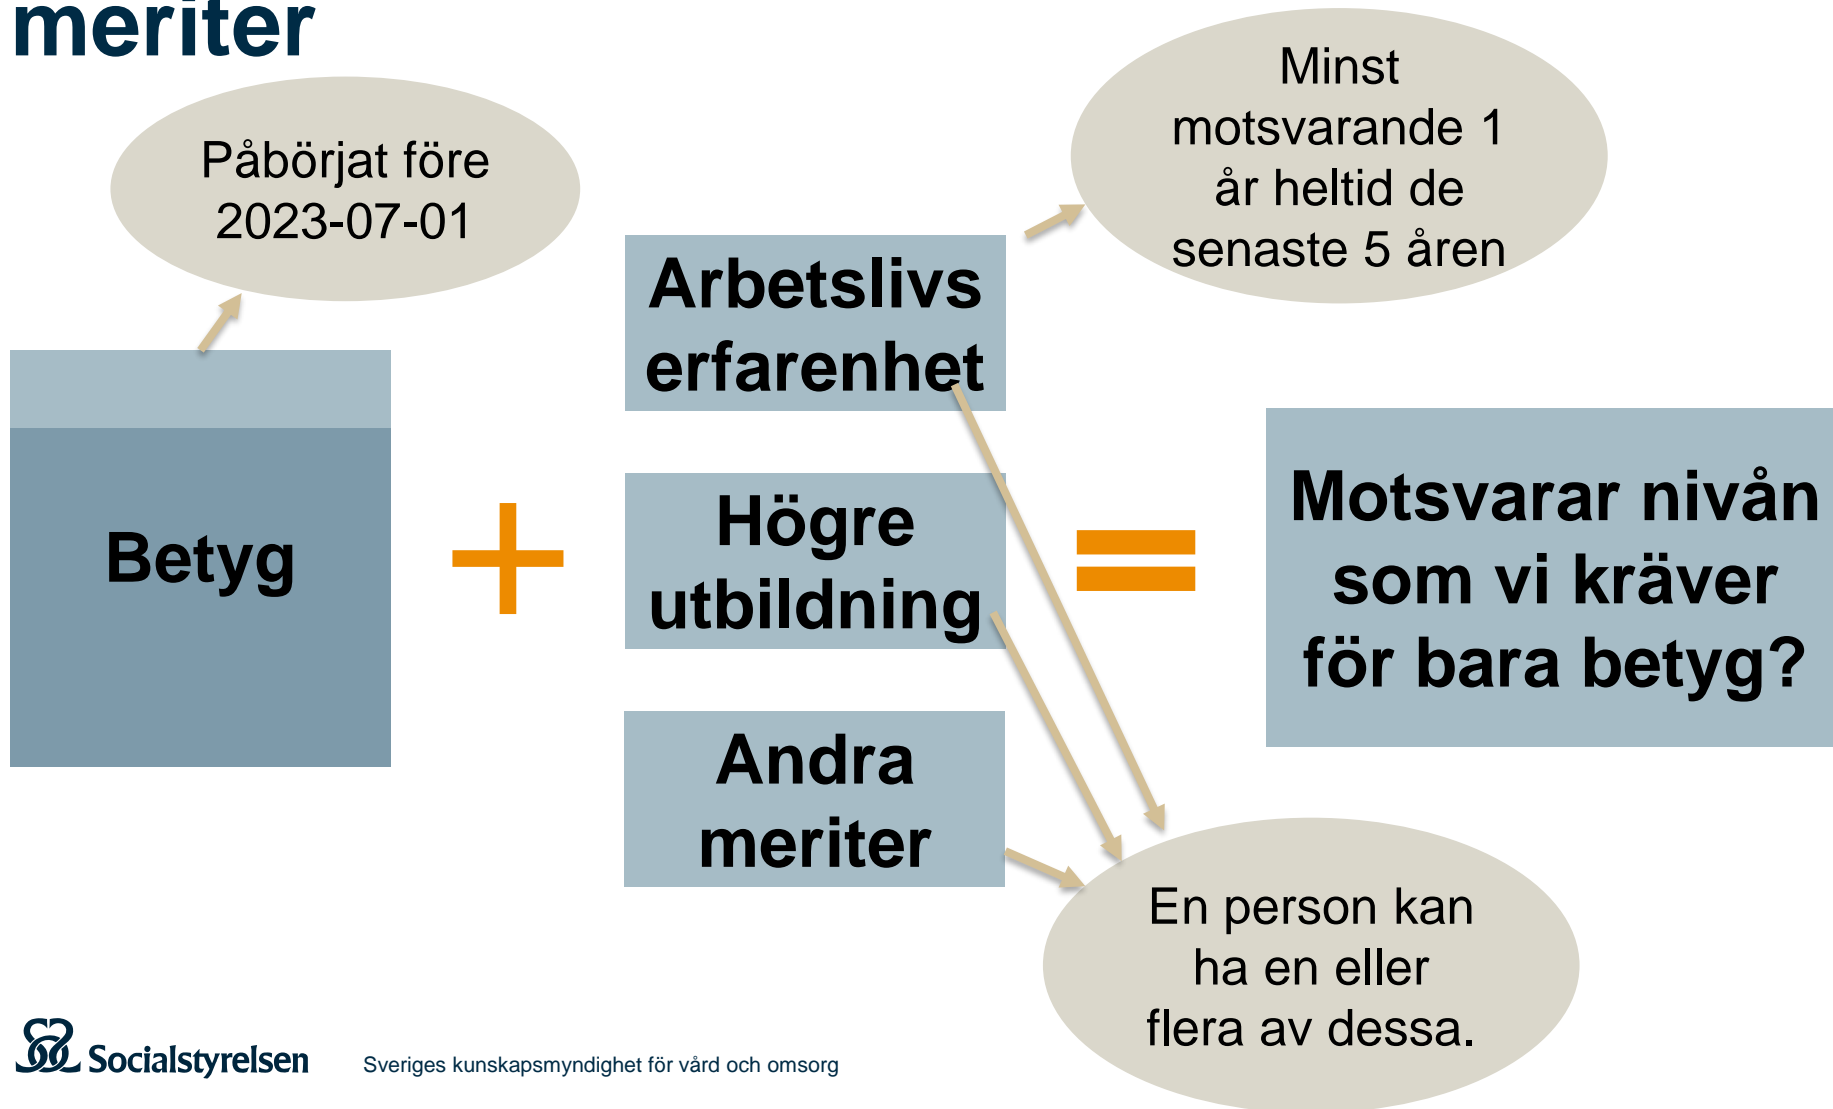 meriter
Påbörjat före
2023-07-01
Minst
motsvarande 1
år heltid de
senaste 5 åren
Arbetslivs
erfarenhet
Betyg
+
Högre
utbildning
=
Motsvarar nivån
som vi kräver
för bara betyg?
Andra
meriter
En person kan
ha en eller
flera av dessa.
Socialstyrelsen
Sveriges kunskapsmyndighet för vård och omsorg